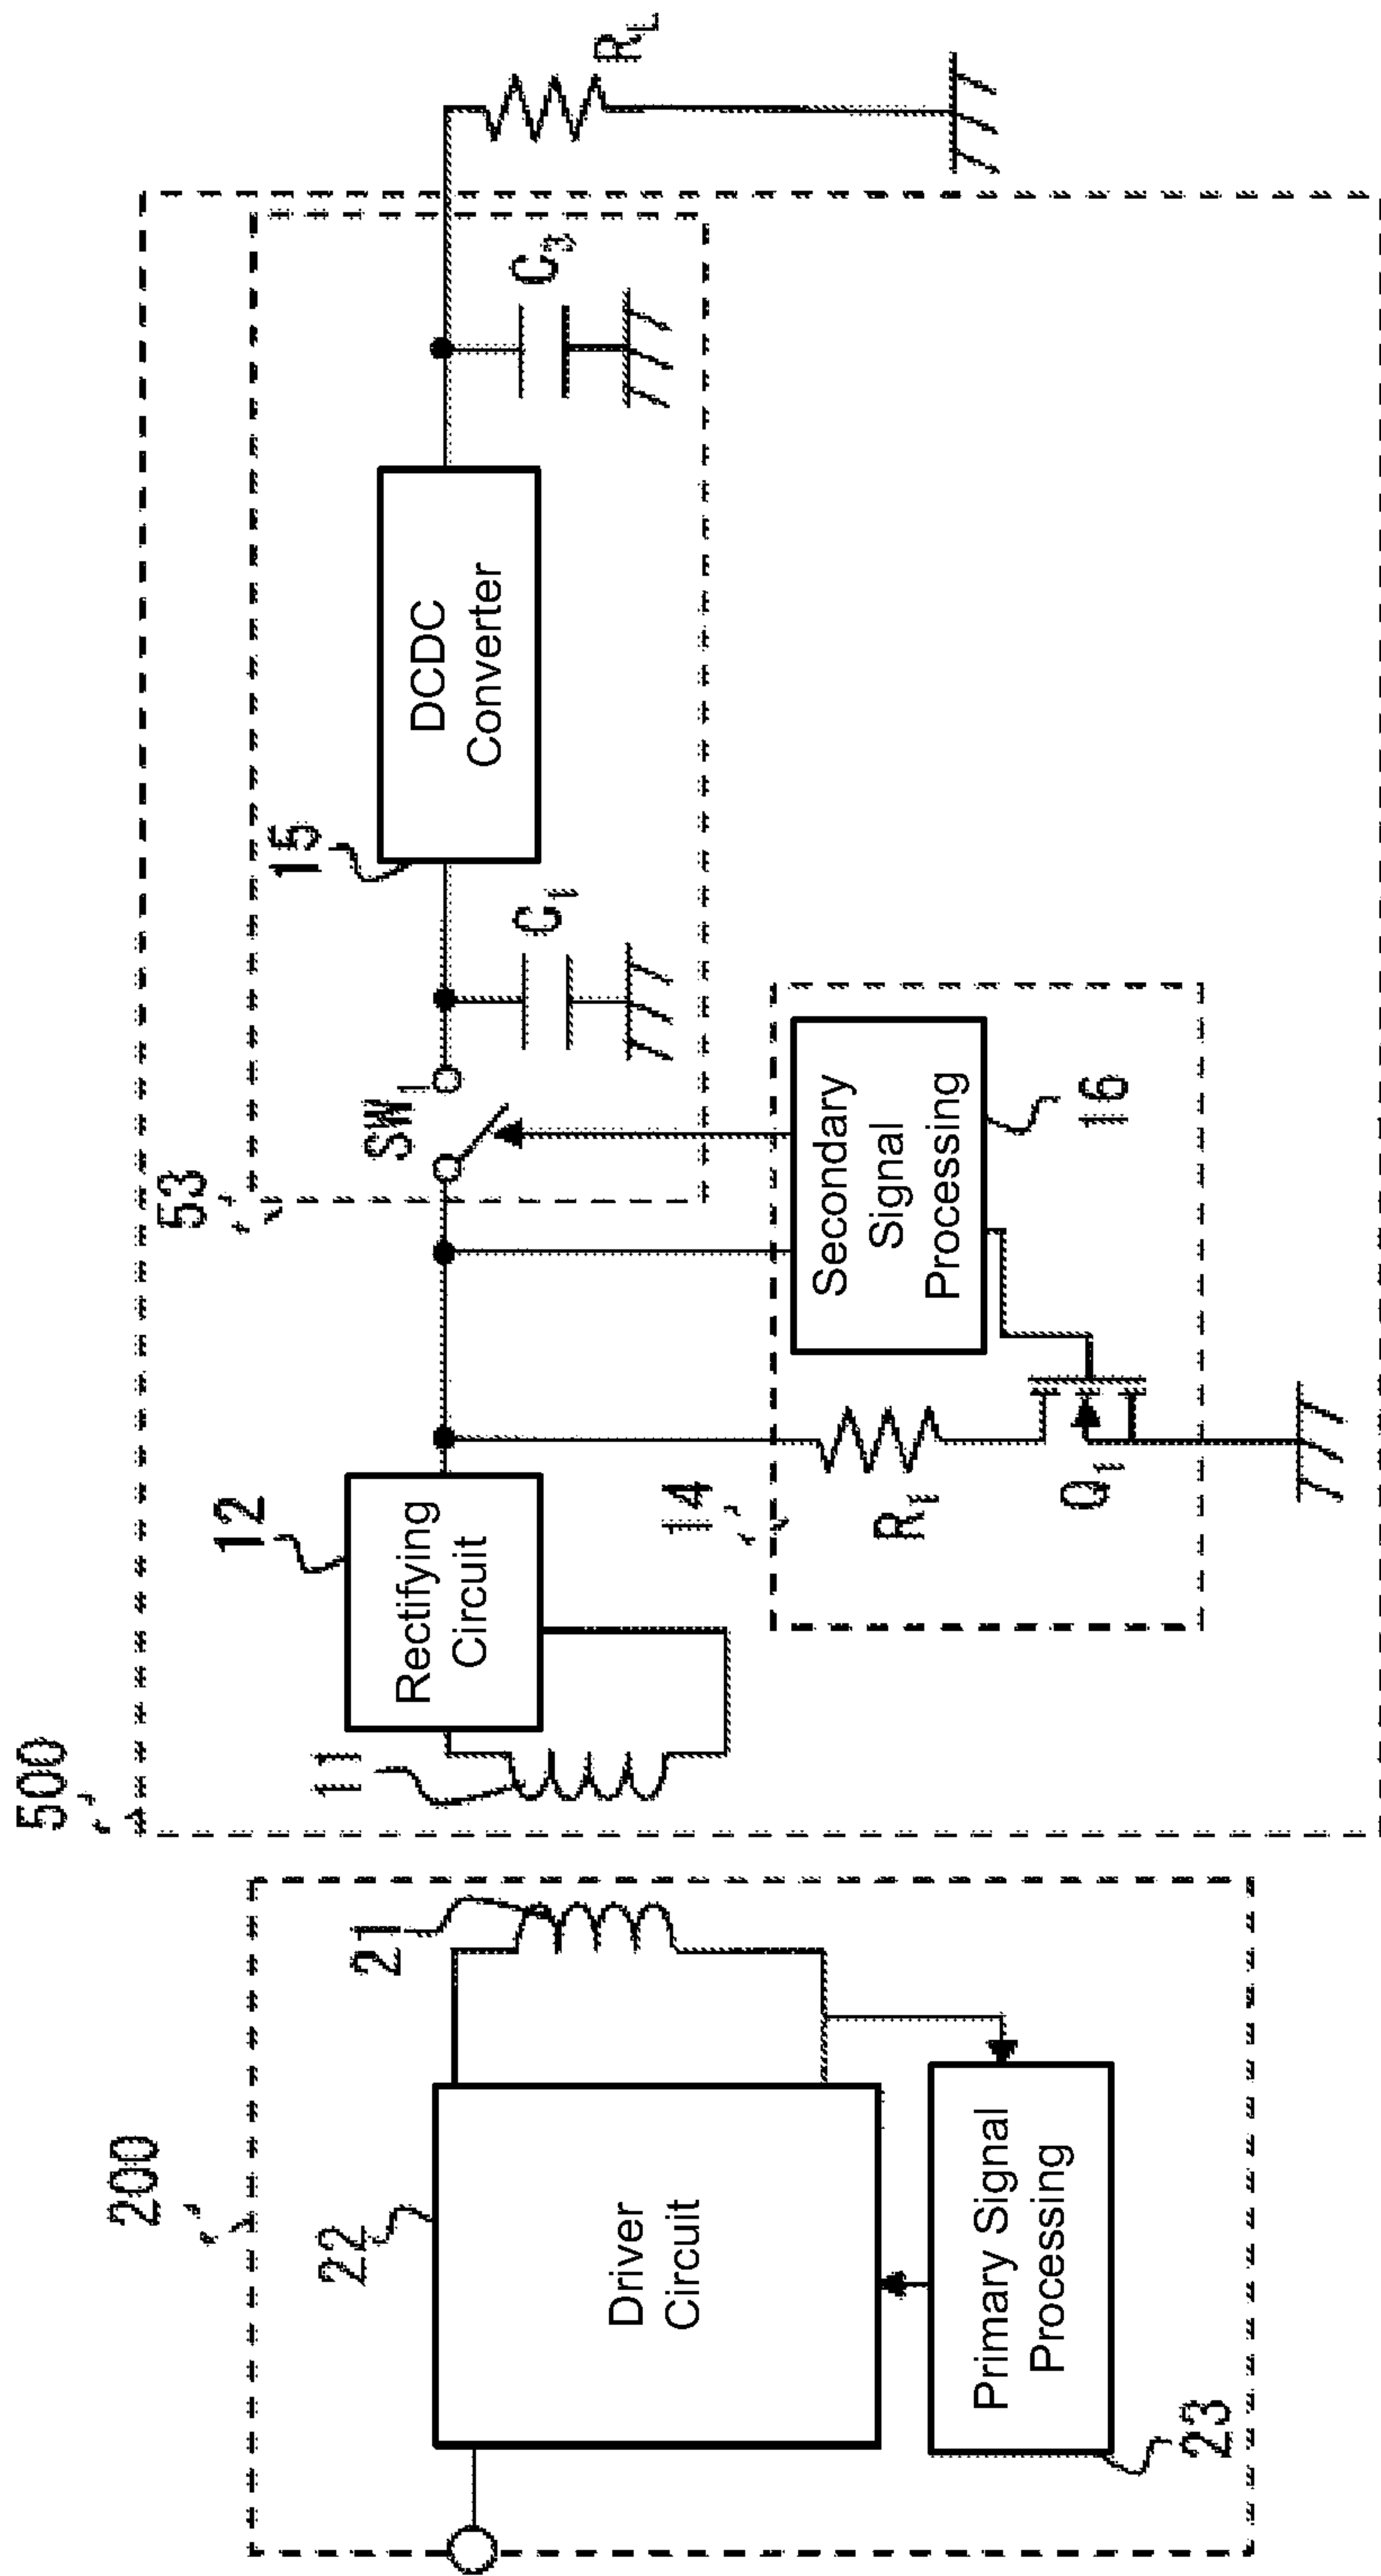 200
22
Driver
Circuit
21
Primary Signal
Processing
23
500
11
12
Rectifying
Circuit
14
R1
Q1
Secondary
Signal
Processing
16
53
SW1
C1
15
DCDC
Converter
C3
RL